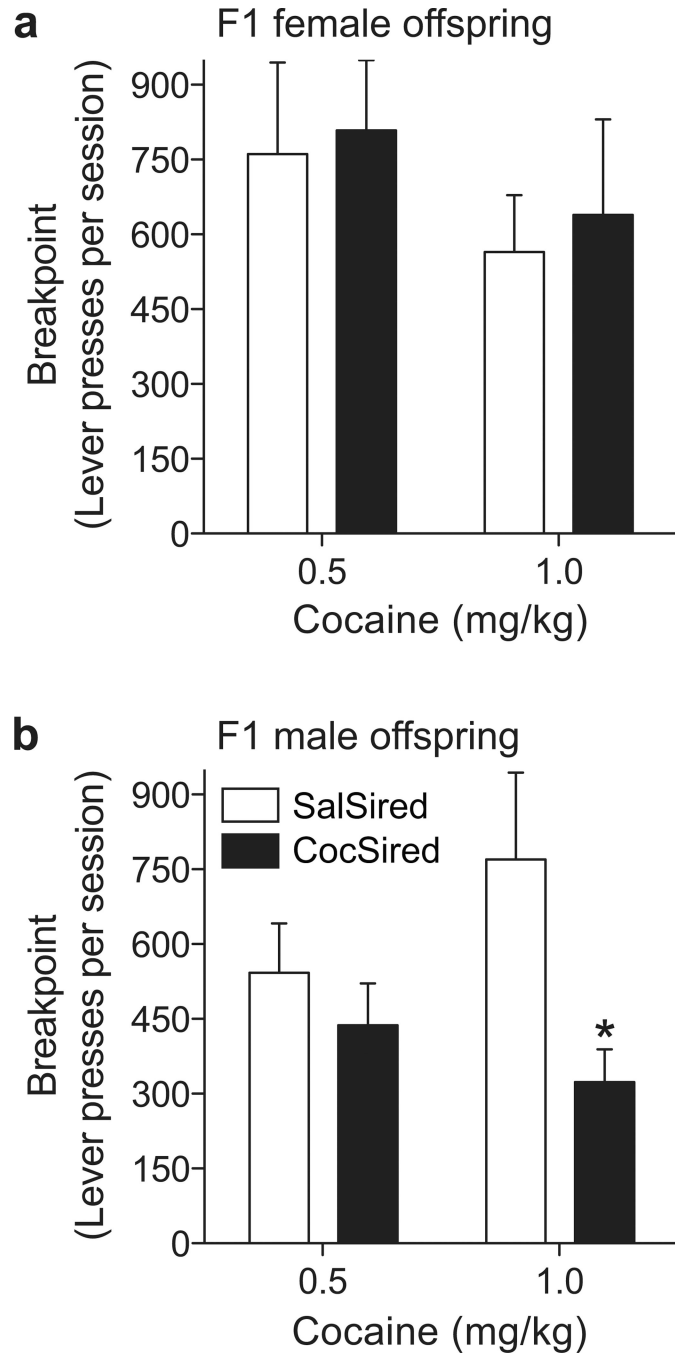 a
F1 female offspring
Breakpoint
(Lever presses per session)
900
750
600
450
300
150
0
0.5
1.0
Cocaine (mg/kg)
b
F1 male offspring
Breakpoint
(Lever presses per session)
900
750
600
450
300
150
0
SalSired
CocSired
*
0.5
1.0
Cocaine (mg/kg)